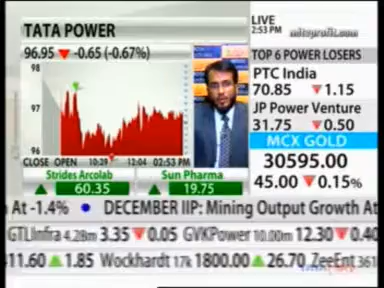 TATA POWER
96.95 ▼ -0.65 (-0.67%)
98
97
96
CLOSE OPEN 10:29 12:04 02:53 PM
Strides Arcolab
▲ 60.35
Sun Pharma
▲ 19.75
LIVE
2:53 PM
ndtvprofit.com
TOP 6 POWER LOSERS
PTC India
70.85 ▼ 1.15
JP Power Venture
31.75 ▼ 0.50
MCX GOLD
30595.00
45.00 ▼ 0.15%
At -1.4% ● DECEMBER IIP: Mining Output Growth At
GTLInfra 4.28m 3.35 ▼ 0.05 GVKPower 10.00m 12.30 ▼ 0.40
11.60 ▲ 1.85 Wockhardt 17k 1800.00 ▲ 26.70 ZeeEnt